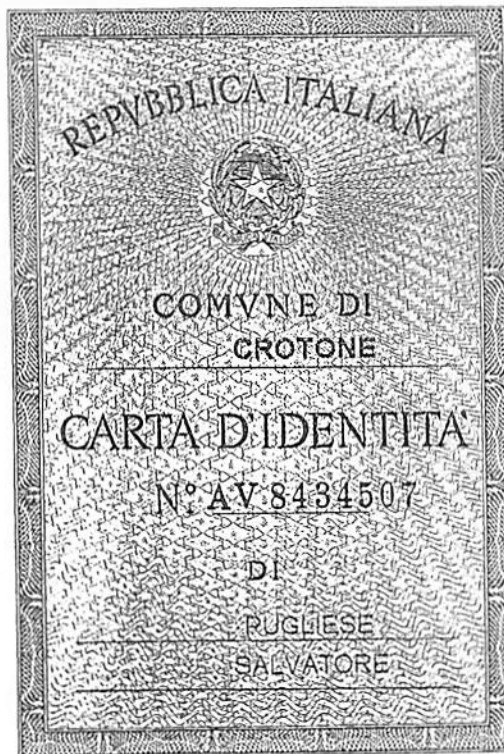 REPVBBLICA ITALIANA
COMVNE DI
CROTONE
CARTA D'IDENTITA'
N° AV 8434507
DI
PUGLIESE
SALVATORE